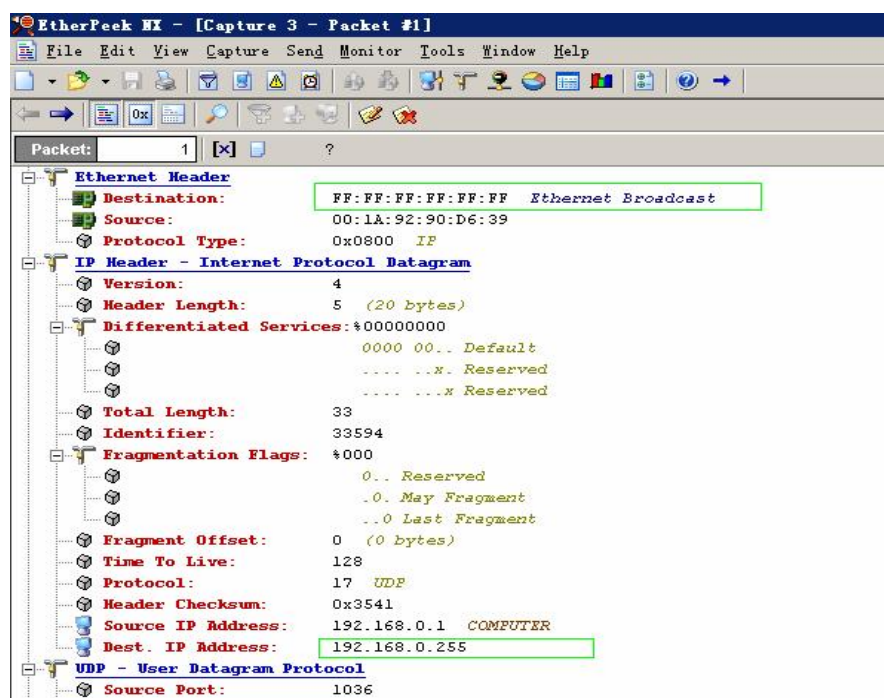 EtherPeek NX - [Capture 3 - Packet #1]
File Edit View Capture Send Monitor Tools Window Help
0x
Packet: 1 [x] ?
Ethernet Header
Destination: FF:FF:FF:FF:FF:FF Ethernet Broadcast
Source: 00:1A:92:90:D6:39
Protocol Type: 0x0800 IP
IP Header - Internet Protocol Datagram
Version: 4
Header Length: 5 (20 bytes)
Differentiated Services: %00000000
0000 00.. Default
.... ..x. Reserved
.... ...x Reserved
Total Length: 33
Identifier: 33594
Fragmentation Flags: %000
0.. Reserved
.0. May Fragment
..0 Last Fragment
Fragment Offset: 0 (0 bytes)
Time To Live: 128
Protocol: 17 UDP
Header Checksum: 0x3541
Source IP Address: 192.168.0.1 COMPUTER
Dest. IP Address: 192.168.0.255
UDP - User Datagram Protocol
Source Port: 1036